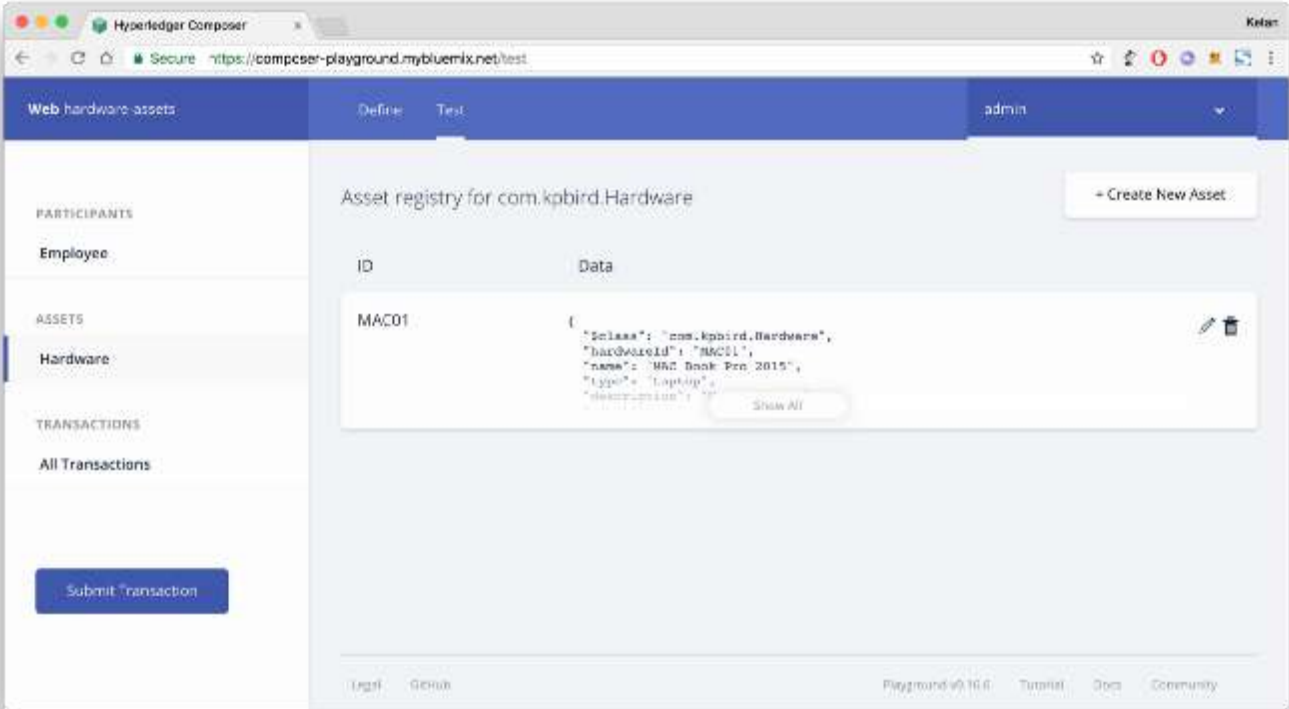 Hyperledger Composer
Kelan
Secure https://composer-playground.mybluemix.net/test
Web hardware-assets
Define Test
admin
Asset registry for com.kpbird.Hardware
+ Create New Asset
PARTICIPANTS
Employee
ID Data
ASSETS
Hardware
MAC01
{
"$class": "com.kpbird.Hardware",
"hardwareId": "MAC01",
"name": "MAC Book Pro 2015",
"type": "Laptop",
"description": "
Show All
TRANSACTIONS
All Transactions
Submit Transaction
Legal GitHub
Playground v0.16.6 Tutorial Docs Community